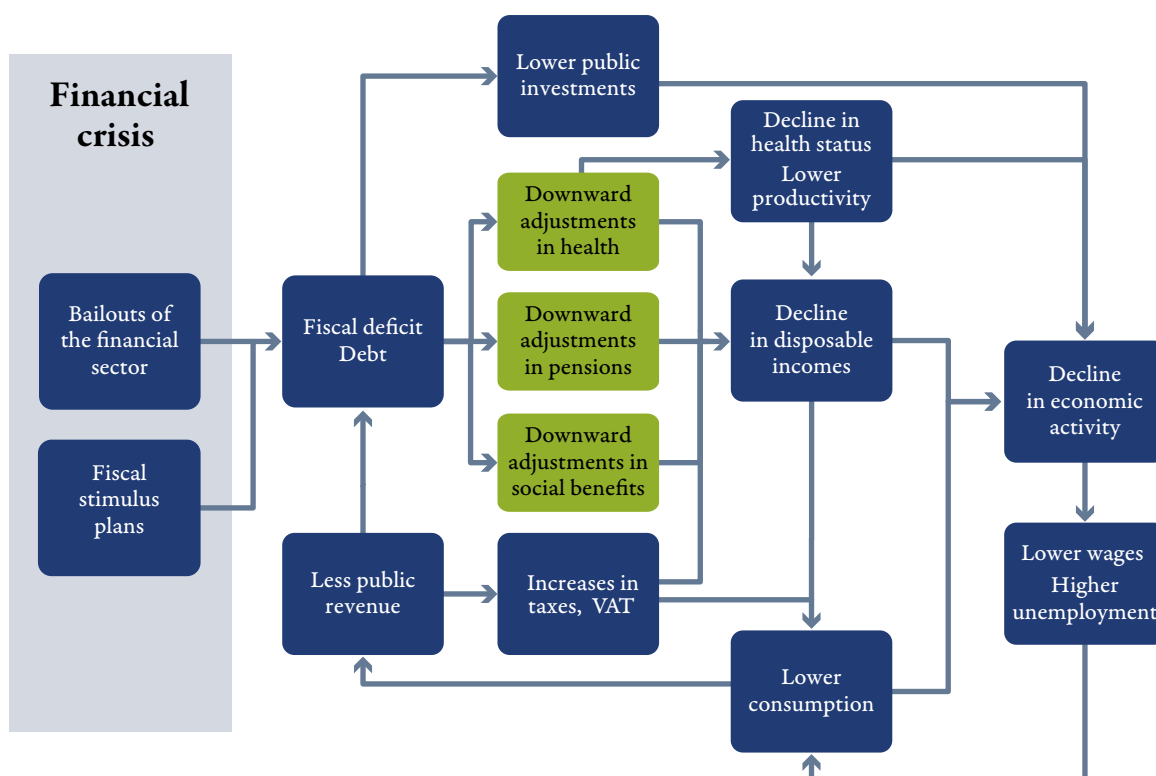 Financial
crisis
Bailouts of
the financial
sector
Fiscal
stimulus
plans
Fiscal deficit
Debt
Less public
revenue
Lower public
investments
Downward
adjustments
in health
Downward
adjustments
in pensions
Downward
adjustments in
social benefits
Increases in
taxes, VAT
Decline in
health status
Lower
productivity
Decline
in disposable
incomes
Lower
consumption
Decline
in economic
activity
Lower wages
Higher
unemployment